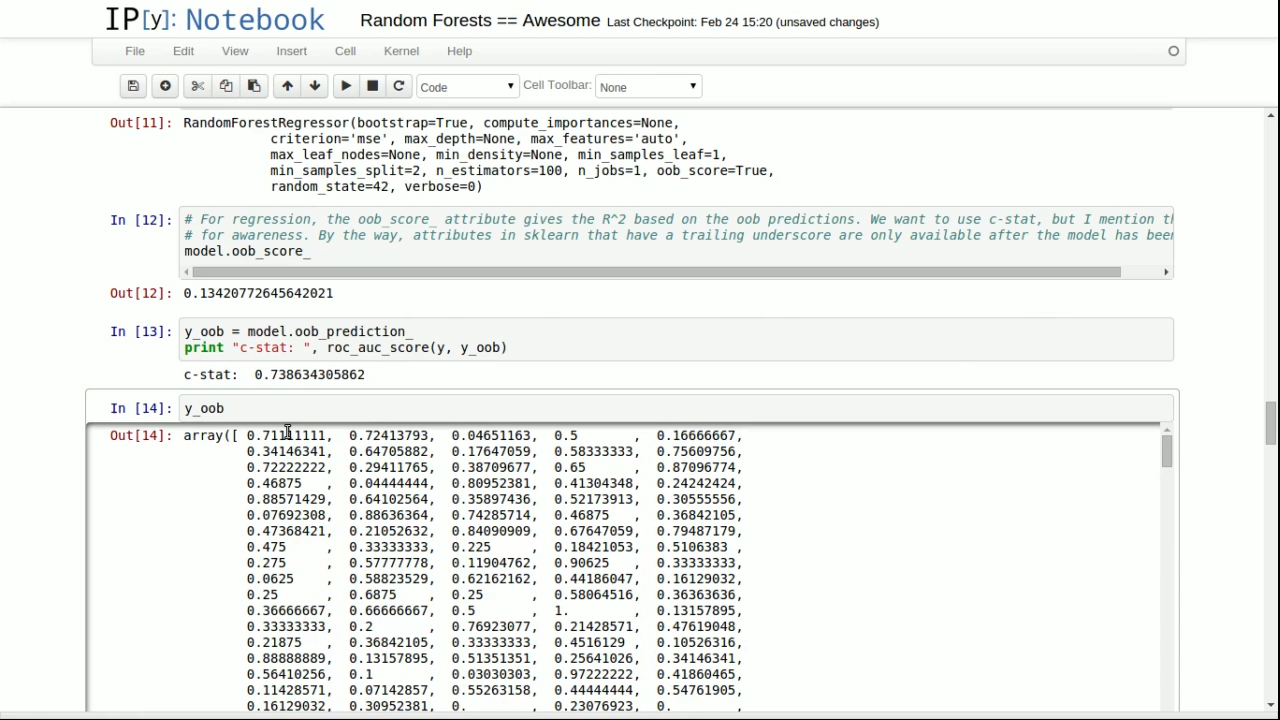 IP[y]: Notebook Random Forests == Awesome Last Checkpoint: Feb 24 15:20 (unsaved changes)
File Edit View Insert Cell Kernel Help
Code Cell Toolbar: None
Out[11]: RandomForestRegressor(bootstrap=True, compute_importances=None,
criterion='mse', max_depth=None, max_features='auto',
max_leaf_nodes=None, min_density=None, min_samples_leaf=1,
min_samples_split=2, n_estimators=100, n_jobs=1, oob_score=True,
random_state=42, verbose=0)
In [12]: # For regression, the oob_score_ attribute gives the R^2 based on the oob predictions. We want to use c-stat, but I mention
# for awareness. By the way, attributes in sklearn that have a trailing underscore are only available after the model has
model.oob_score_
Out[12]: 0.13420772645642021
In [13]: y_oob = model.oob_prediction_
print "c-stat: ", roc_auc_score(y, y_oob)
c-stat:  0.738634305862
In [14]: y_oob
Out[14]: array([ 0.71111111, 0.72413793, 0.04651163, 0.5 , 0.16666667,
0.34146341, 0.64705882, 0.17647059, 0.58333333, 0.75609756,
0.72222222, 0.29411765, 0.38709677, 0.65 , 0.87096774,
0.46875 , 0.04444444, 0.80952381, 0.41304348, 0.24242424,
0.88571429, 0.64102564, 0.35897436, 0.52173913, 0.30555556,
0.07692308, 0.88636364, 0.74285714, 0.46875 , 0.36842105,
0.47368421, 0.21052632, 0.84090909, 0.67647059, 0.79487179,
0.475 , 0.33333333, 0.225 , 0.18421053, 0.5106383 ,
0.275 , 0.57777778, 0.11904762, 0.90625 , 0.33333333,
0.0625 , 0.58823529, 0.62162162, 0.44186047, 0.16129032,
0.25 , 0.6875 , 0.25 , 0.58064516, 0.36363636,
0.36666667, 0.66666667, 0.5 , 1. , 0.13157895,
0.33333333, 0.2 , 0.76923077, 0.21428571, 0.47619048,
0.21875 , 0.36842105, 0.33333333, 0.4516129 , 0.10526316,
0.88888889, 0.13157895, 0.51351351, 0.25641026, 0.34146341,
0.56410256, 0.1 , 0.03030303, 0.97222222, 0.41860465,
0.11428571, 0.07142857, 0.55263158, 0.44444444, 0.54761905,
0.16129032, 0.30952381, 0. , 0.23076923, 0. ,